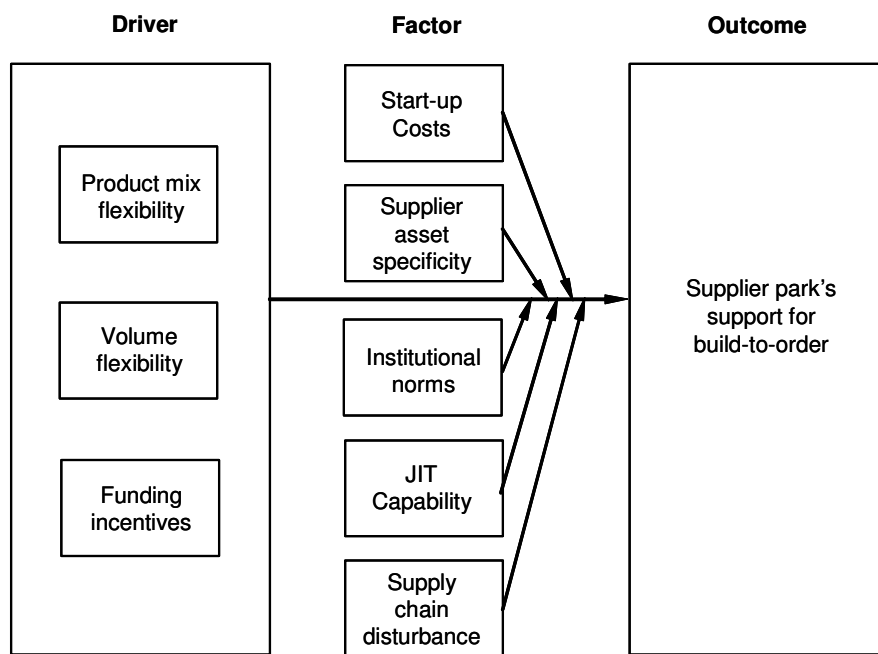 Driver
Factor
Outcome
Product mix
flexibility
Volume
flexibility
Funding
incentives
Start-up
Costs
Supplier
asset
specificity
Institutional
norms
JIT
Capability
Supply
chain
disturbance
Supplier park's
support for
build-to-order